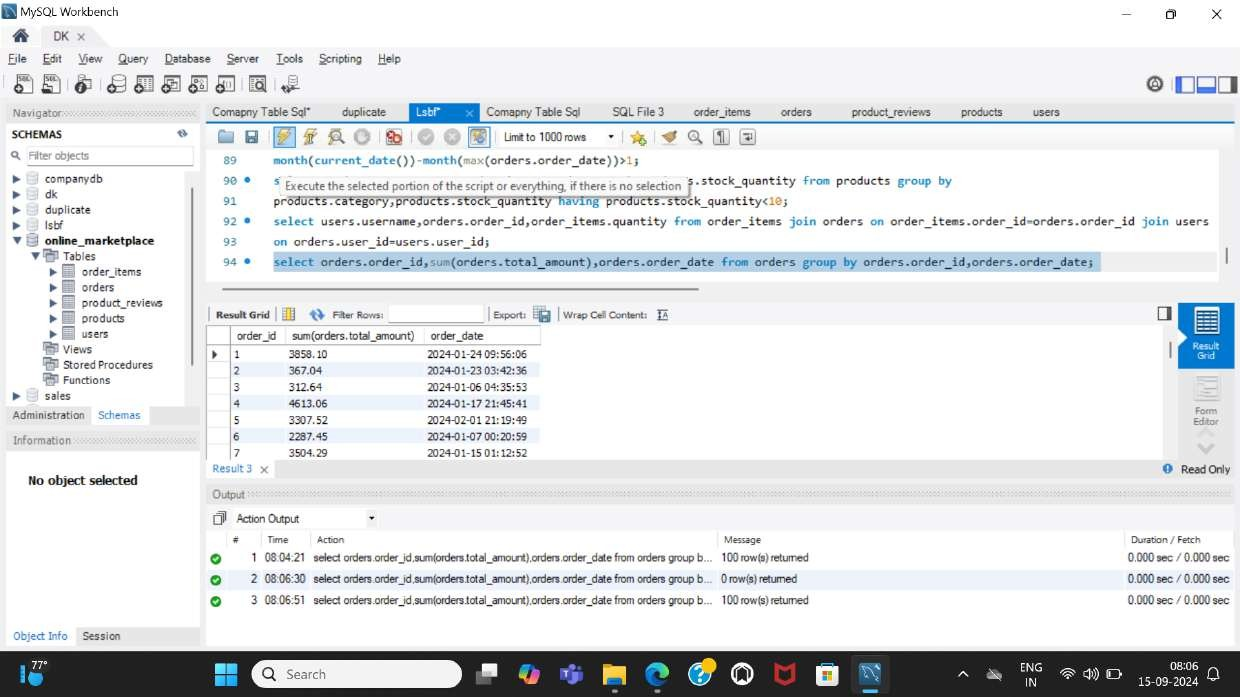 MySQL Workbench
DK
File Edit View Query Database Server Tools Scripting Help
Navigator
SCHEMAS
Filter objects
companydb
dk
duplicate
lsbf
online_marketplace
Tables
order_items
orders
product_reviews
products
users
Views
Stored Procedures
Functions
sales
Administration Schemas
Information
No object selected
Object Info Session
Comapny Table Sql* duplicate Lsbf* Comapny Table Sql SQL File 3 order_items orders product_reviews products users
Limit to 1000 rows
89 month(current_date())-month(max(orders.order_date))>1;
90 s .stock_quantity from products group by
Execute the selected portion of the script or everything, if there is no selection
91 products.category,products.stock_quantity having products.stock_quantity<10;
92 select users.username,orders.order_id,order_items.quantity from order_items join orders on order_items.order_id=orders.order_id join users
93 on orders.user_id=users.user_id;
94 select orders.order_id,sum(orders.total_amount),orders.order_date from orders group by orders.order_id,orders.order_date;
Result Grid Filter Rows: Export: Wrap Cell Content:
order_id sum(orders.total_amount) order_date
1 3858.10 2024-01-24 09:56:06
2 367.04 2024-01-23 03:42:36
3 312.64 2024-01-06 04:35:53
4 4613.06 2024-01-17 21:45:41
5 3307.52 2024-02-01 21:19:49
6 2287.45 2024-01-07 00:20:59
7 3504.29 2024-01-15 01:12:52
Result Grid
Form Editor
Result 3 Read Only
Output
Action Output
# Time Action Message Duration / Fetch
1 08:04:21 select orders.order_id,sum(orders.total_amount),orders.order_date from orders group b... 100 row(s) returned 0.000 sec / 0.000 sec
2 08:06:30 select orders.order_id,sum(orders.total_amount),orders.order_date from orders group b... 0 row(s) returned 0.000 sec / 0.000 sec
3 08:06:51 select orders.order_id,sum(orders.total_amount),orders.order_date from orders group b... 100 row(s) returned 0.000 sec / 0.000 sec
77°
Search
ENG
IN
08:06
15-09-2024